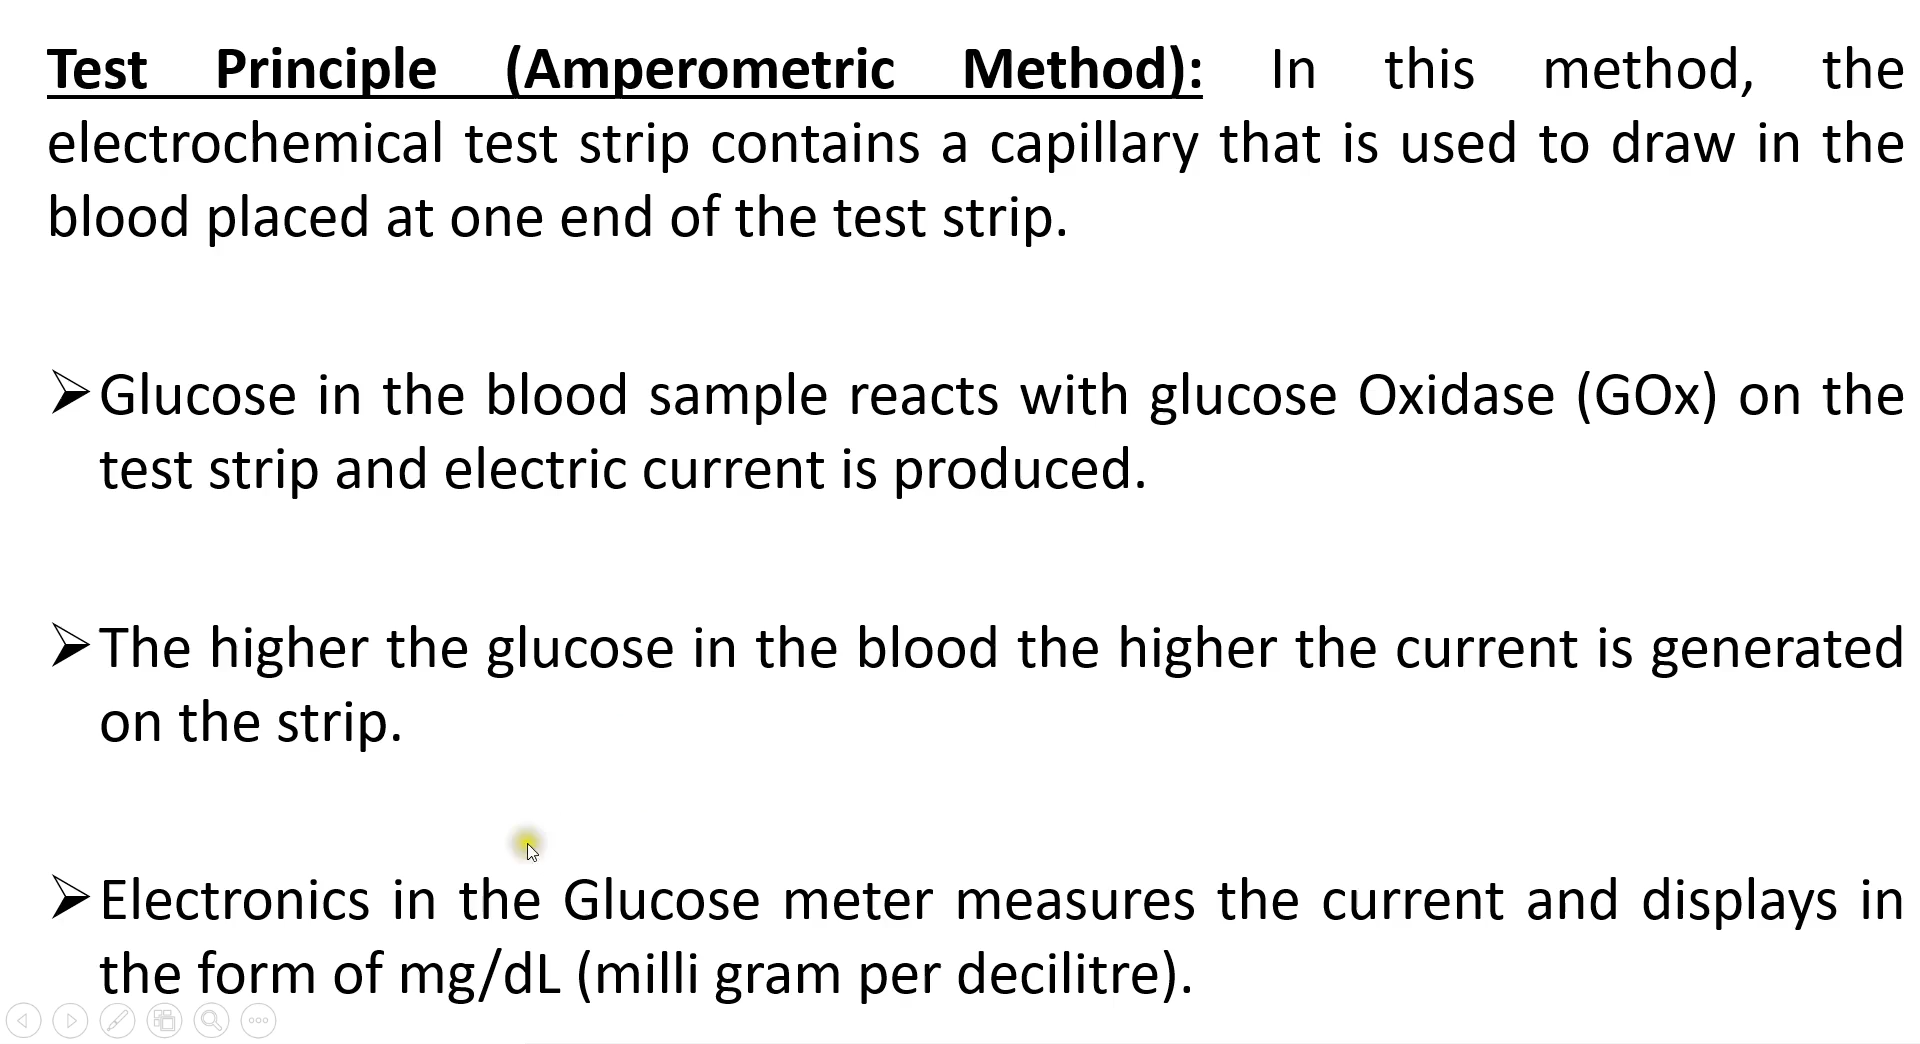 Test Principle (Amperometric Method): In this method, the
electrochemical test strip contains a capillary that is used to draw in the
blood placed at one end of the test strip.
➢Glucose in the blood sample reacts with glucose Oxidase (GOx) on the
test strip and electric current is produced.
➢The higher the glucose in the blood the higher the current is generated
on the strip.
➢Electronics in the Glucose meter measures the current and displays in
the form of mg/dL (milli gram per decilitre).